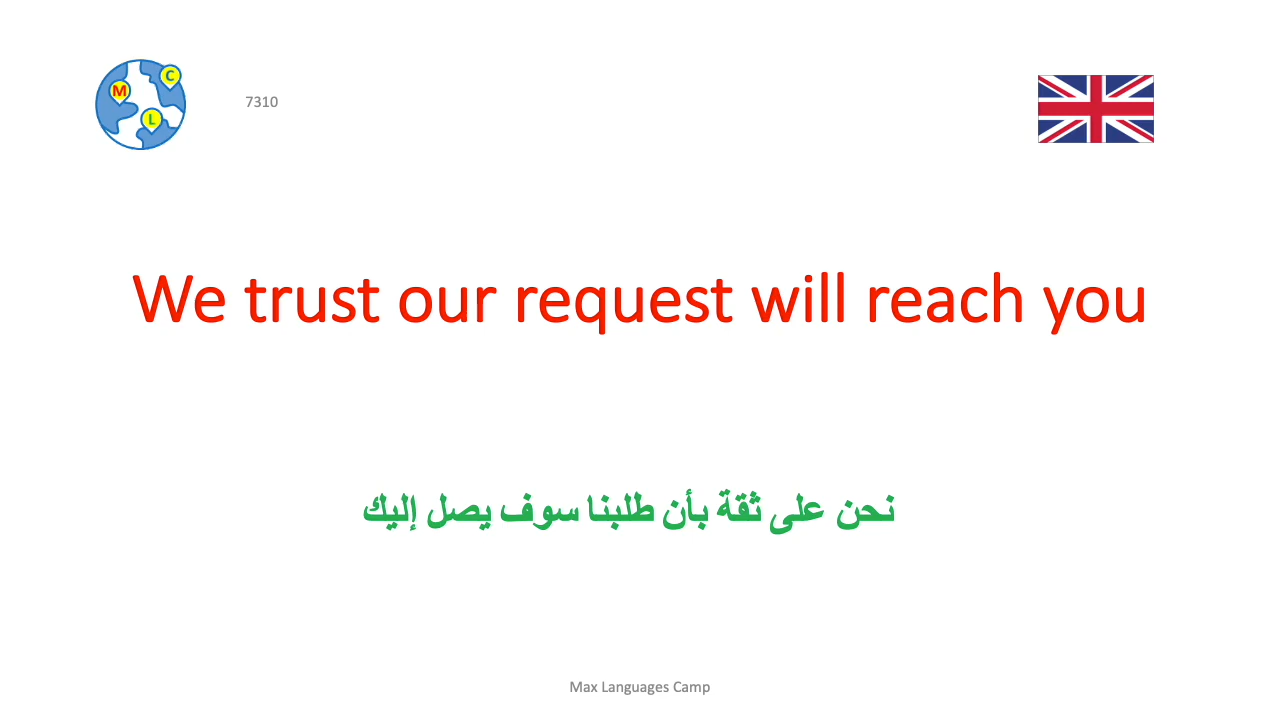 C
M
L
7310
We trust our request will reach you
نحن على ثقة بأن طلبنا سوف يصل إليك
Max Languages Camp